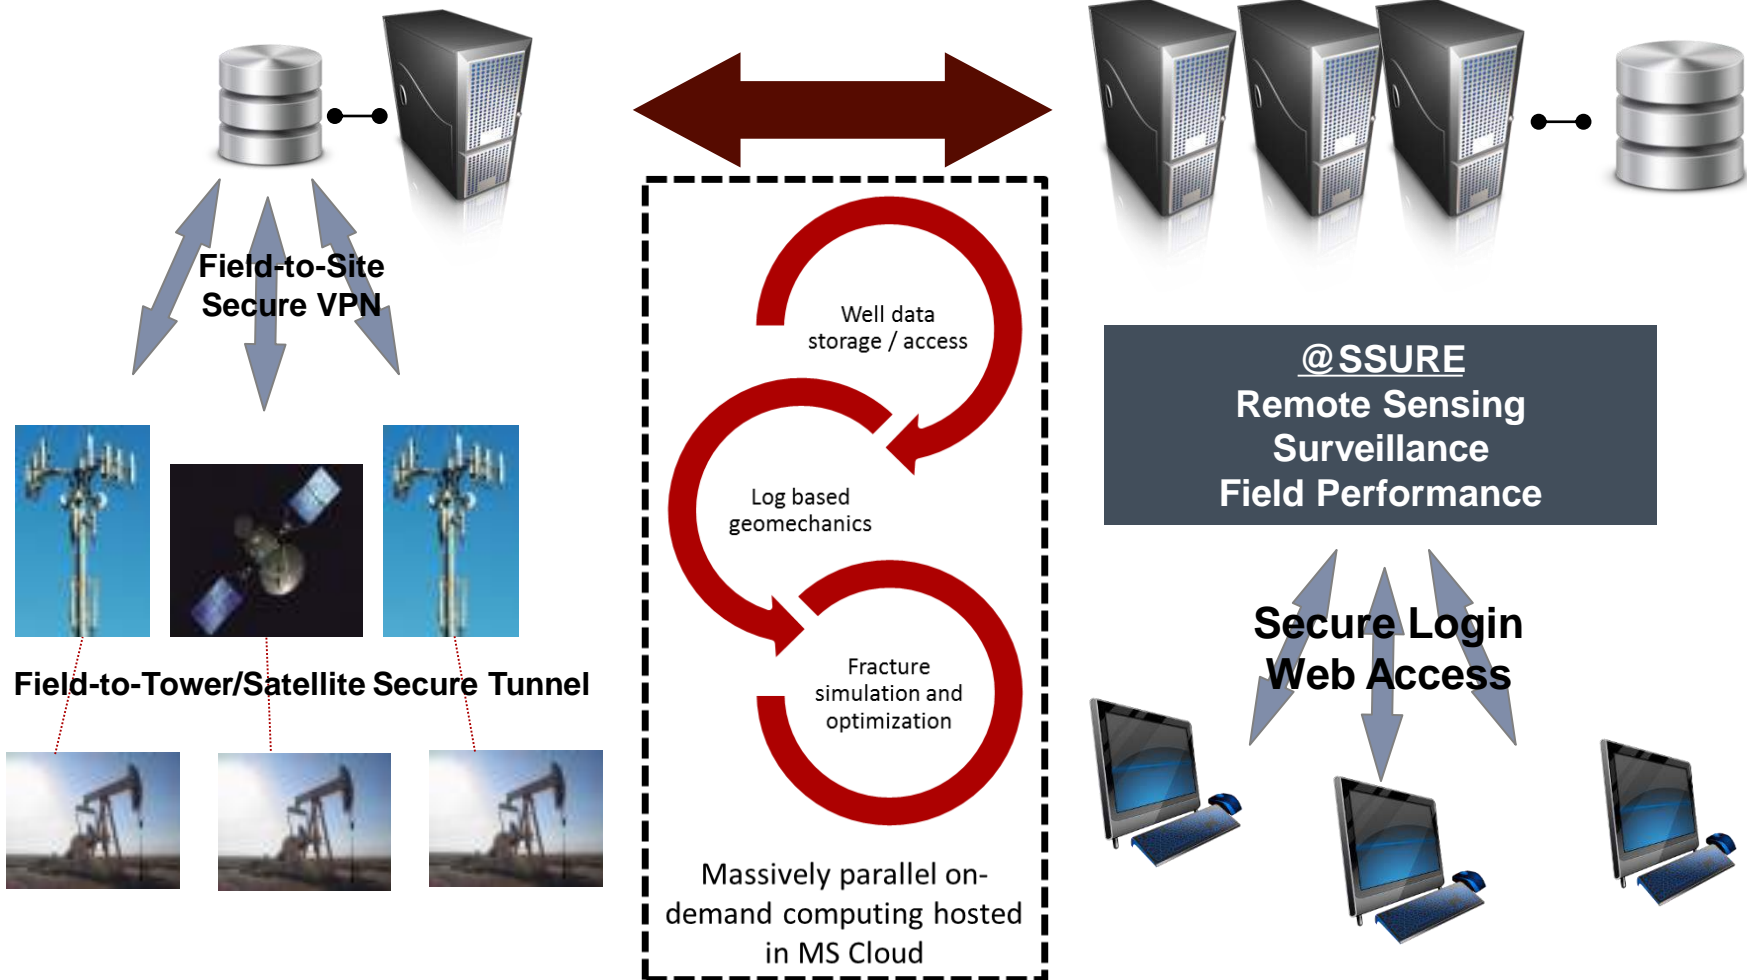 Field-to-Site
Secure VPN
Field-to-Tower/Satellite Secure Tunnel
Well data
storage / access
Log based
geomechanics
Fracture
simulation and
optimization
Massively parallel on-
demand computing hosted
in MS Cloud
@SSURE
Remote Sensing
Surveillance
Field Performance
Secure Login
Web Access